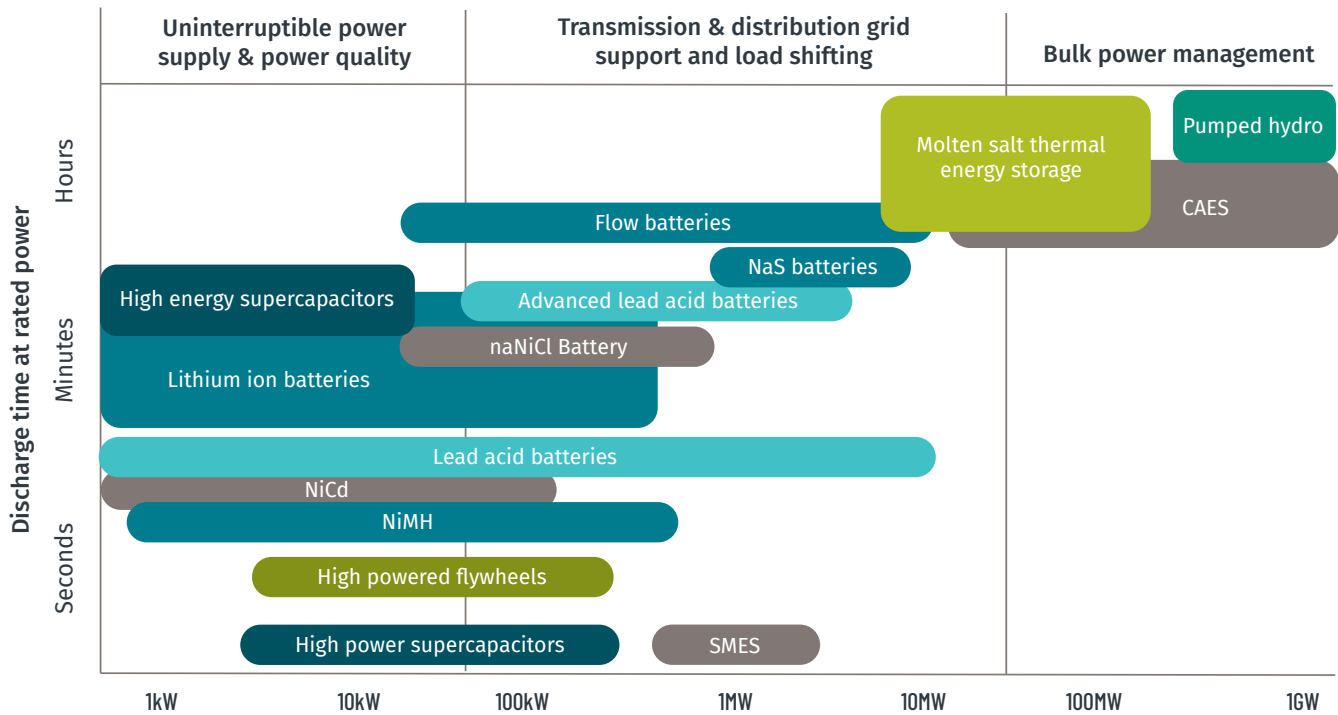 Uninterruptible power
supply & power quality
Transmission & distribution grid
support and load shifting
Bulk power management
Discharge time at rated power
Hours
Minutes
Seconds
Pumped hydro
Molten salt thermal
energy storage
CAES
Flow batteries
NaS batteries
High energy supercapacitors
Advanced lead acid batteries
naNiCl Battery
Lithium ion batteries
Lead acid batteries
NiCd
NiMH
High powered flywheels
High power supercapacitors
SMES
1kW
10kW
100kW
1MW
10MW
100MW
1GW